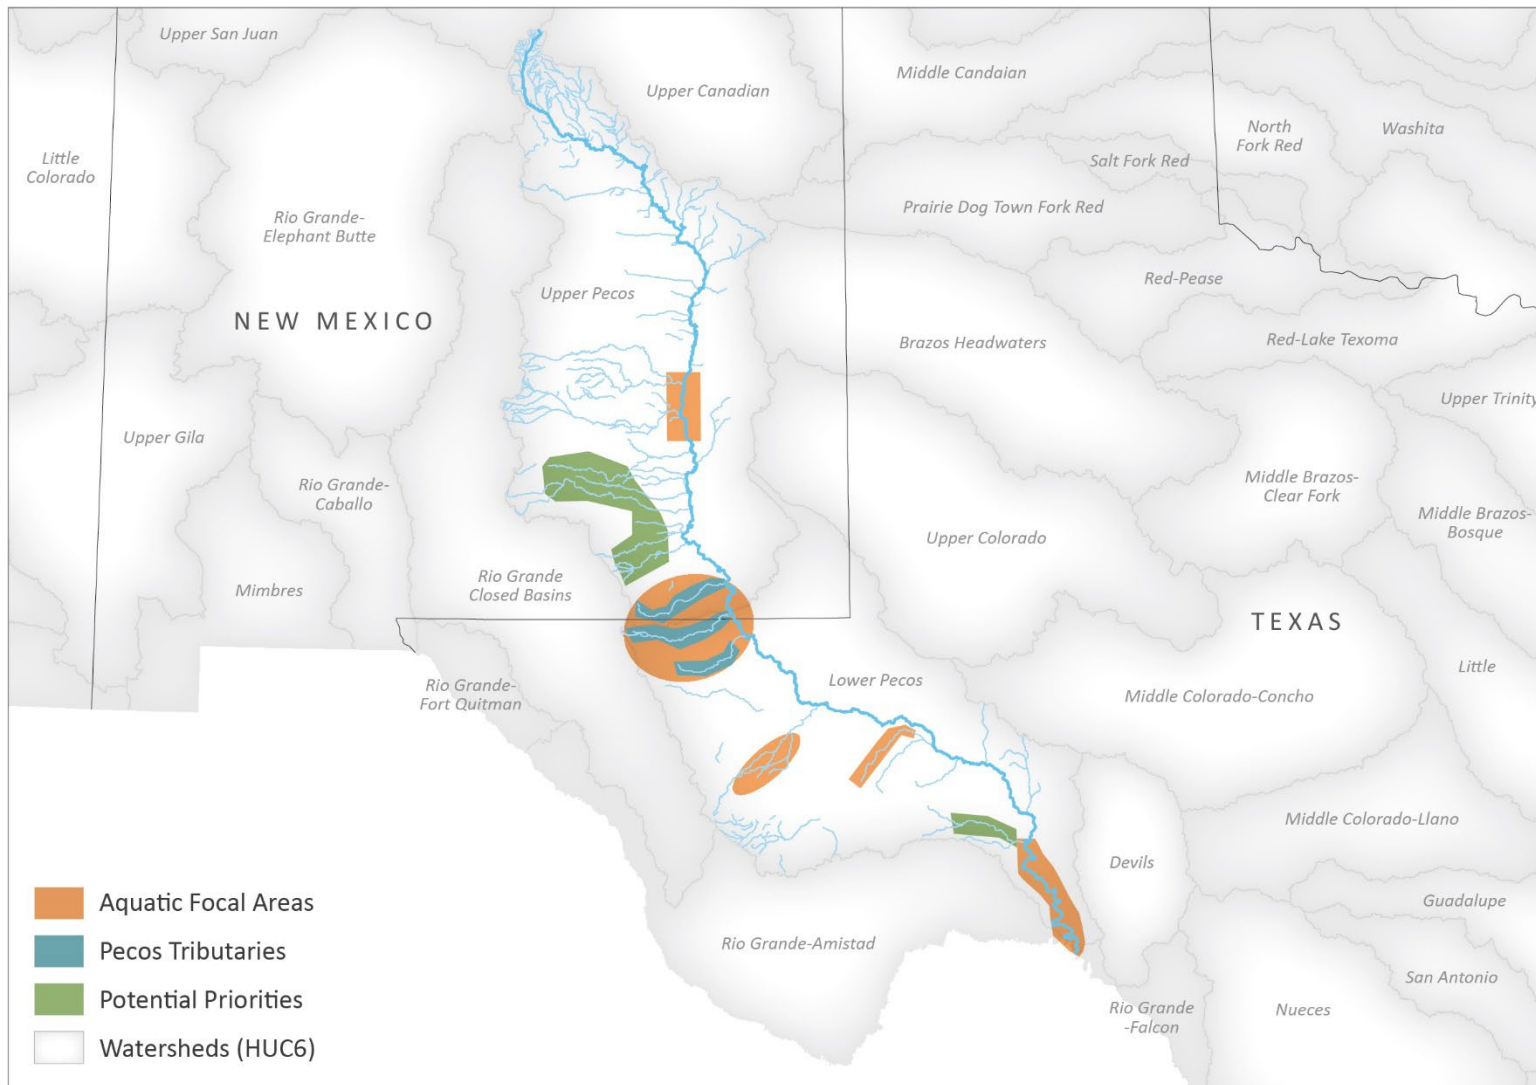 Upper San Juan
Upper Canadian
Middle Candaian
North
Fork Red
Washita
Little
Colorado
Salt Fork Red
Rio Grande-
Elephant Butte
Prairie Dog Town Fork Red
Upper Pecos
Red-Pease
NEW MEXICO
Brazos Headwaters
Red-Lake Texoma
Upper Trinity
Upper Gila
Rio Grande-
Caballo
Middle Brazos-
Clear Fork
Middle Brazos-
Bosque
Upper Colorado
Mimbres
Rio Grande
Closed Basins
TEXAS
Little
Rio Grande-
Fort Quitman
Lower Pecos
Middle Colorado-Concho
Middle Colorado-Llano
Devils
Guadalupe
Rio Grande-Amistad
San Antonio
Rio Grande
-Falcon
Nueces
Aquatic Focal Areas
Pecos Tributaries
Potential Priorities
Watersheds (HUC6)